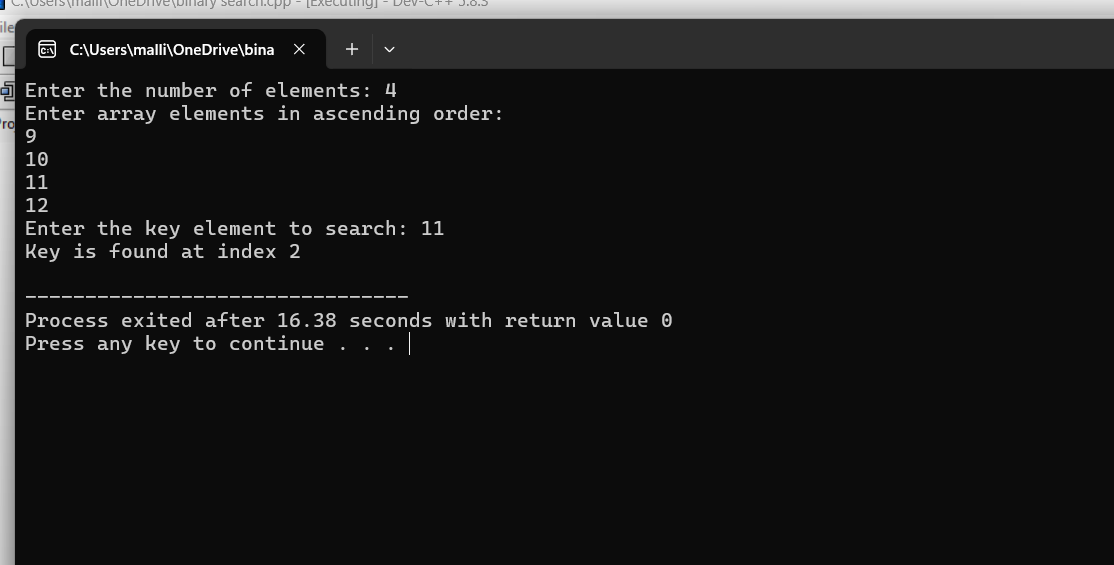 C:\Users\malli\OneDrive\binary search.cpp - [Executing] - Dev-C++ 5.8.3
C:\Users\malli\OneDrive\bina
Enter the number of elements: 4
Enter array elements in ascending order:
9
10
11
12
Enter the key element to search: 11
Key is found at index 2
--------------------------------
Process exited after 16.38 seconds with return value 0
Press any key to continue . . .